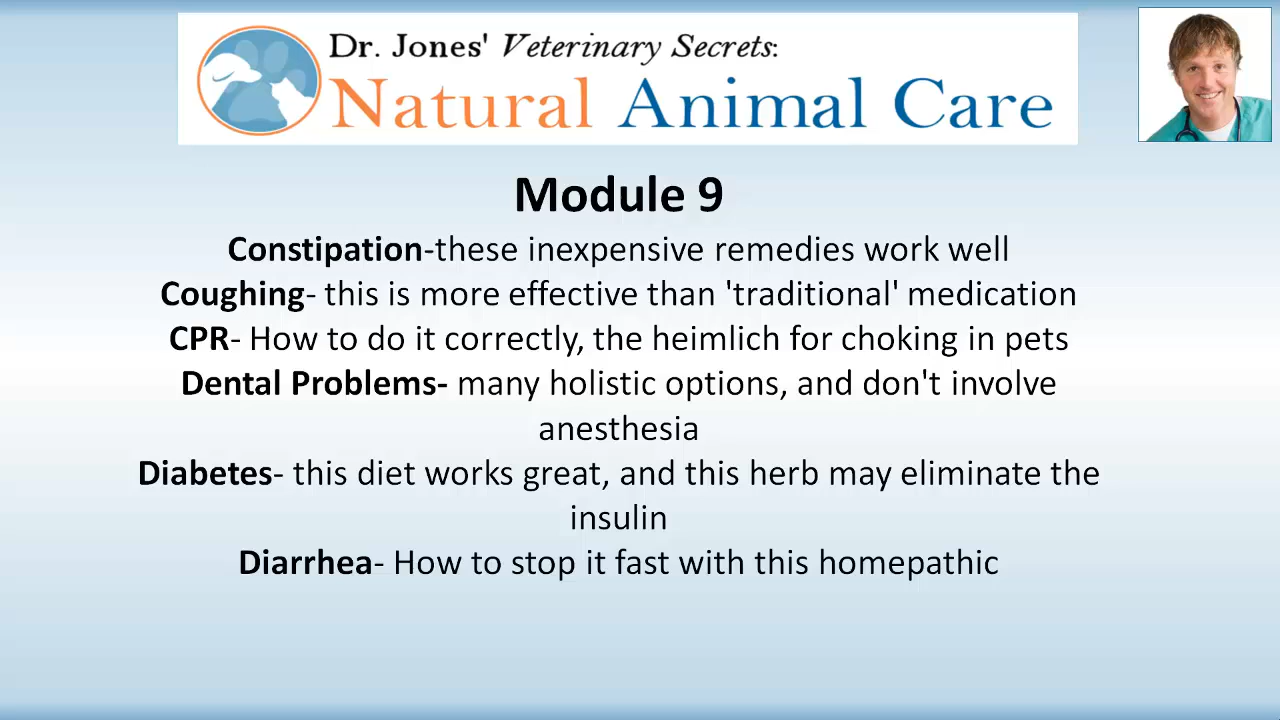 Dr. Jones' Veterinary Secrets:
Natural Animal Care
Module 9
Constipation-these inexpensive remedies work well
Coughing- this is more effective than 'traditional' medication
CPR- How to do it correctly, the heimlich for choking in pets
Dental Problems- many holistic options, and don't involve
anesthesia
Diabetes- this diet works great, and this herb may eliminate the
insulin
Diarrhea- How to stop it fast with this homepathic